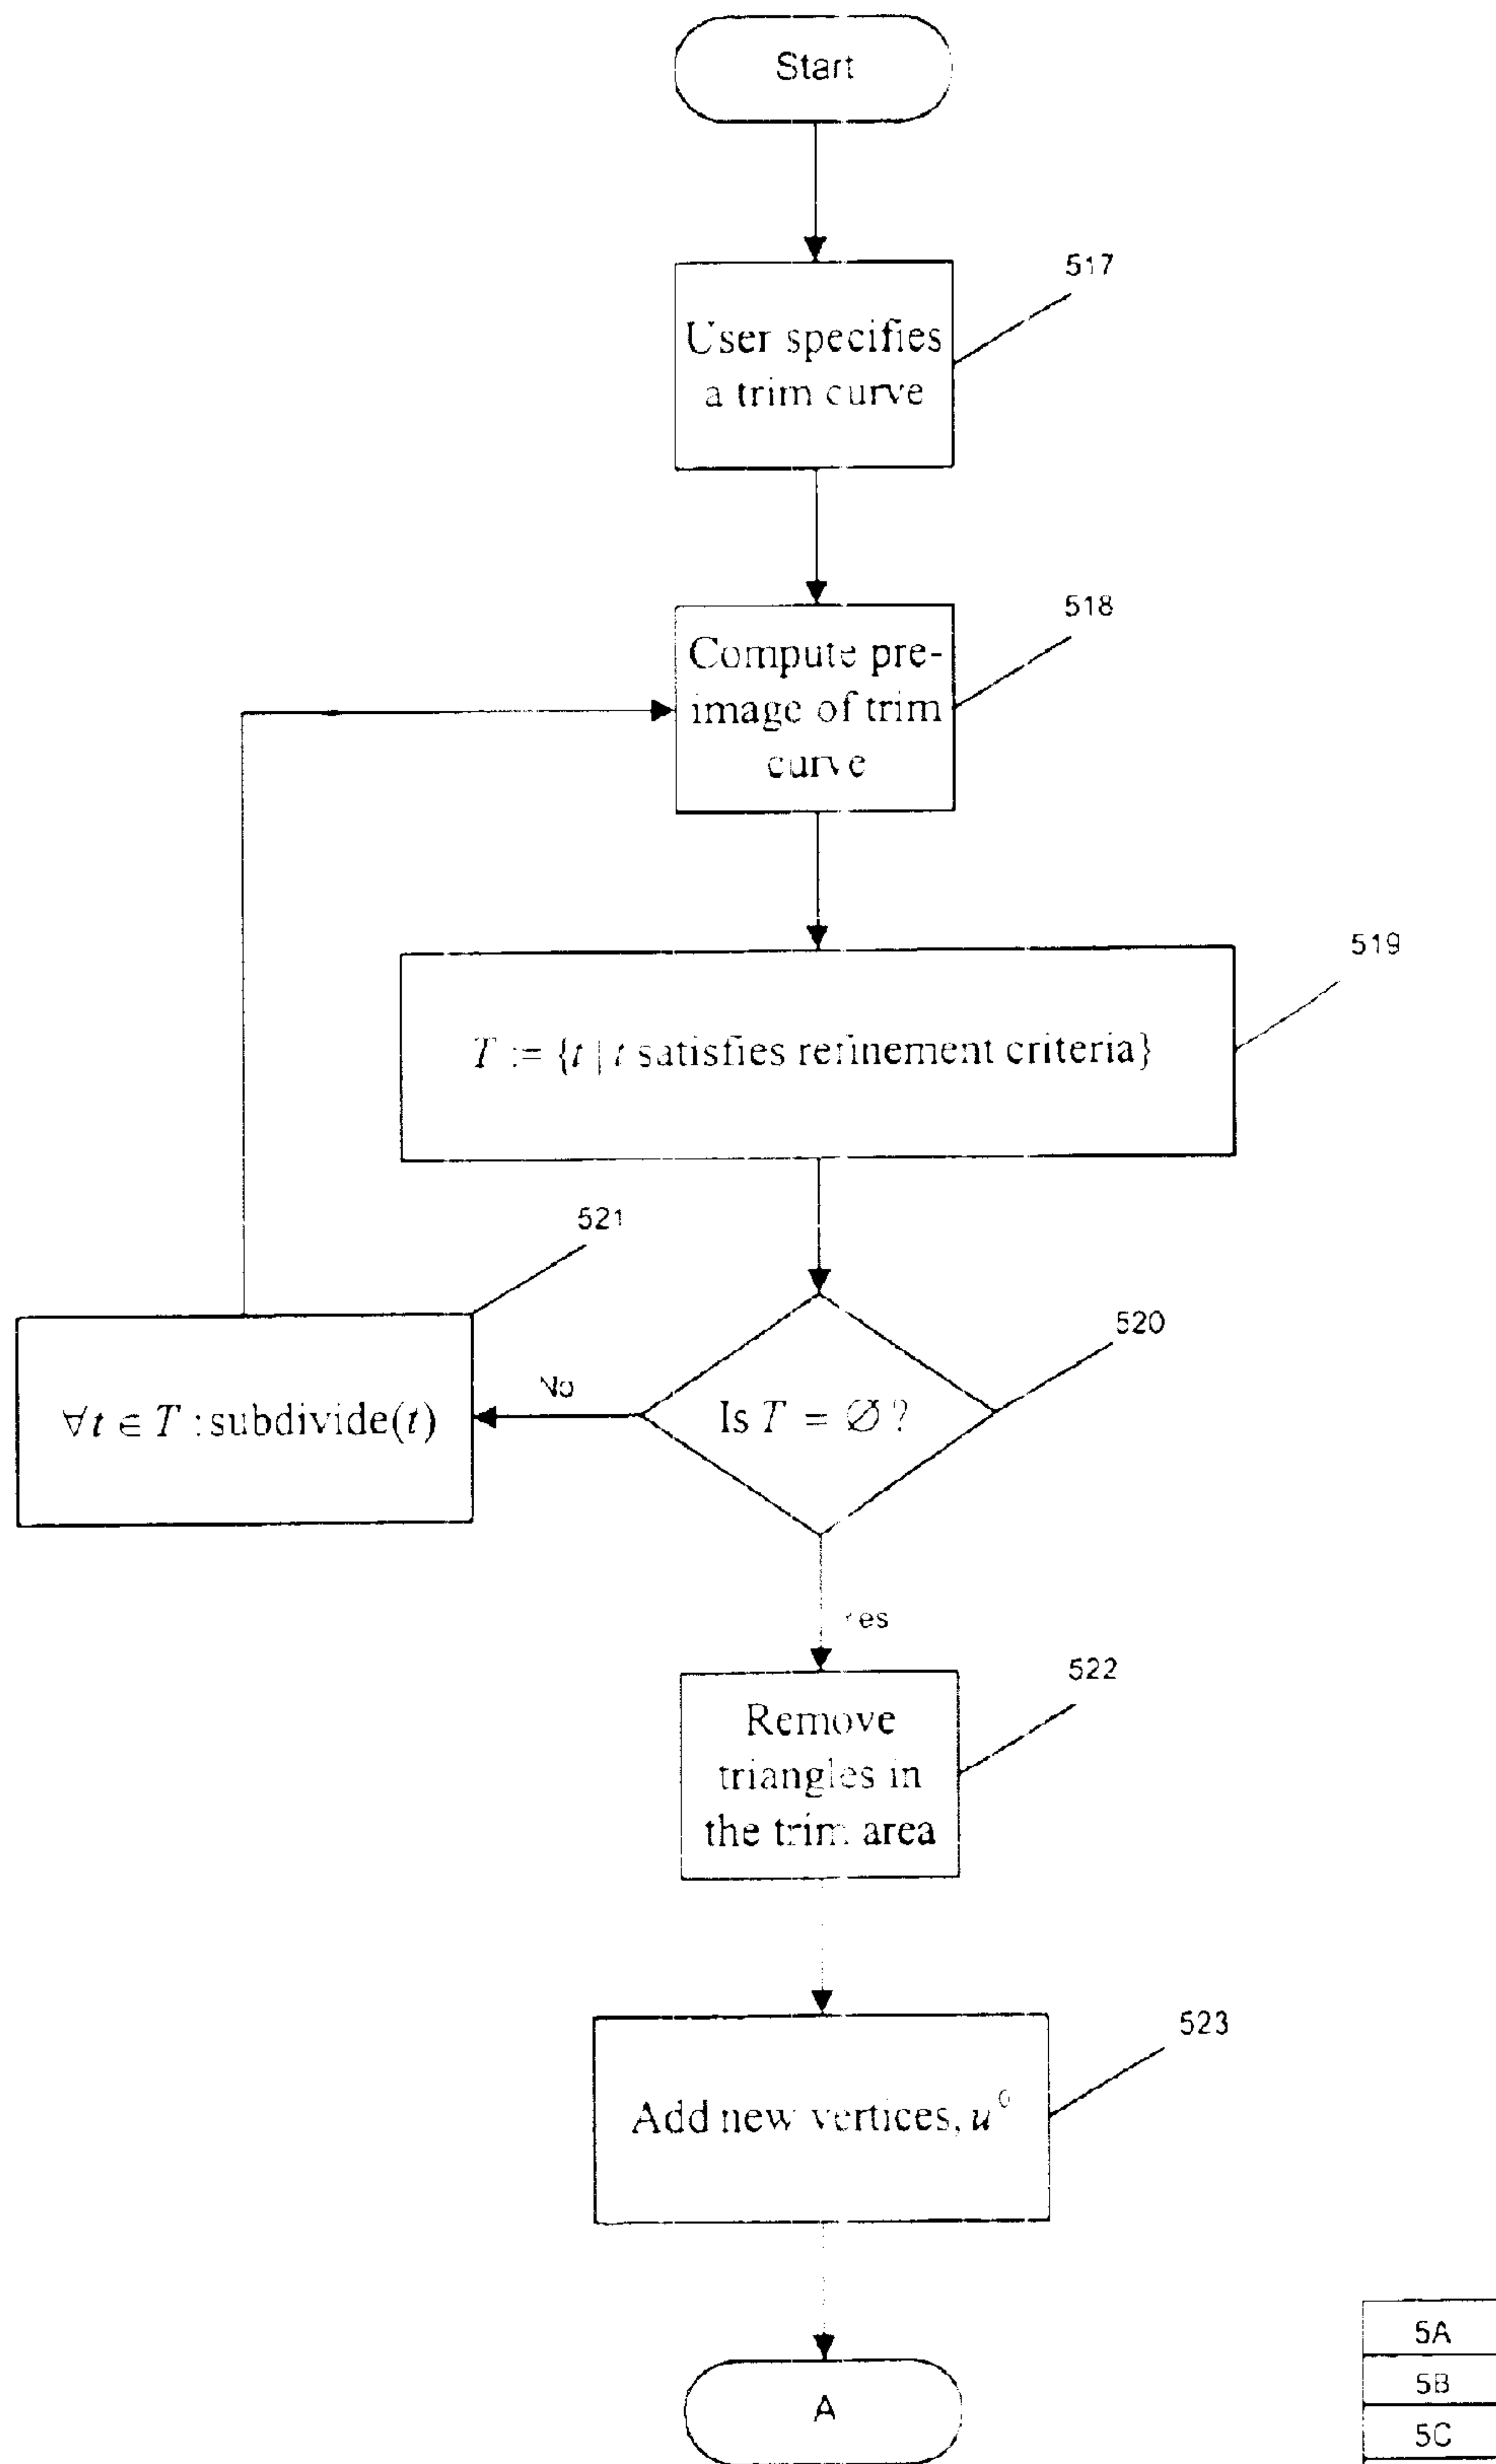 Start
517
User specifies
a trim curve
518
Compute pre-
image of trim
curve
519
T := {t | t satisfies refinement criteria}
521
520
∀t ∈ T : subdivide(t)
No
Is T = ∅ ?
Yes
522
Remove
triangles in
the trim area
523
Add new vertices, u⁰
A
5A
5B
5C